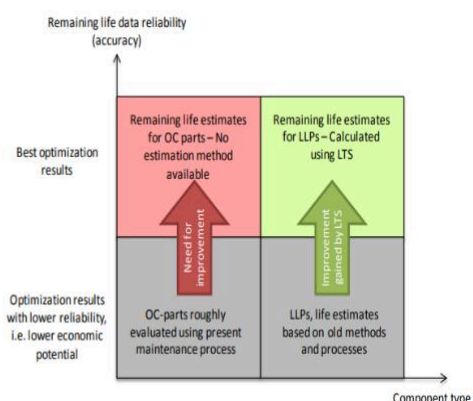 Remaining life data reliability
(accuracy)
Best optimization
results
Optimization results
with lower reliability,
i.e. lower economic
potential
Remaining life estimates
for OC parts – No
estimation method
available
Remaining life estimates
for LLPs – Calculated
using LTS
Need for
improvement
Improvement
gained by LTS
OC-parts roughly
evaluated using present
maintenance process
LLPs, life estimates
based on old methods
and processes
Component type